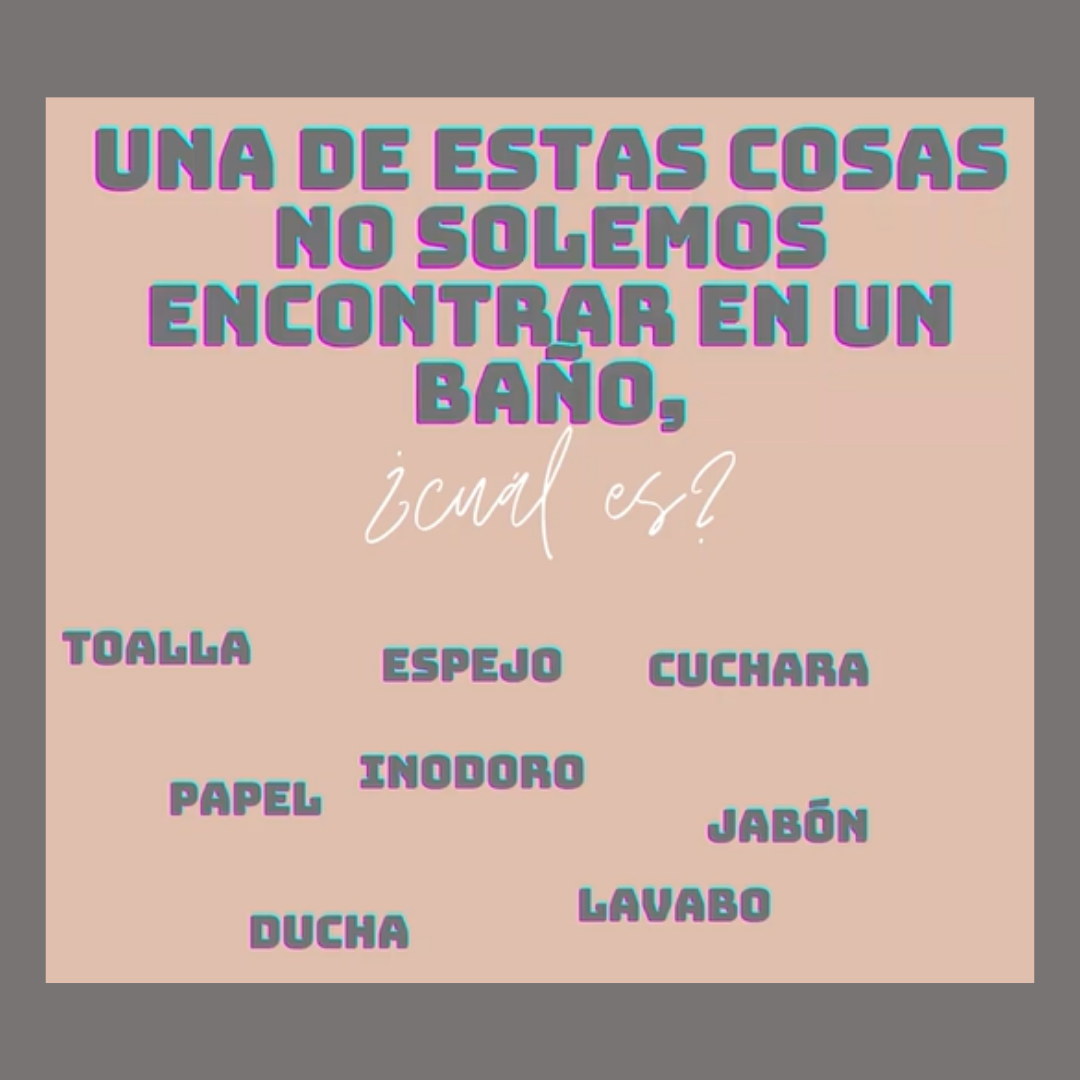 UNA DE ESTAS COSAS
NO SOLEMOS
ENCONTRAR EN UN
BAÑO,
¿cuál es?
TOALLA
ESPEJO
CUCHARA
PAPEL
INODORO
JABÓN
DUCHA
LAVABO